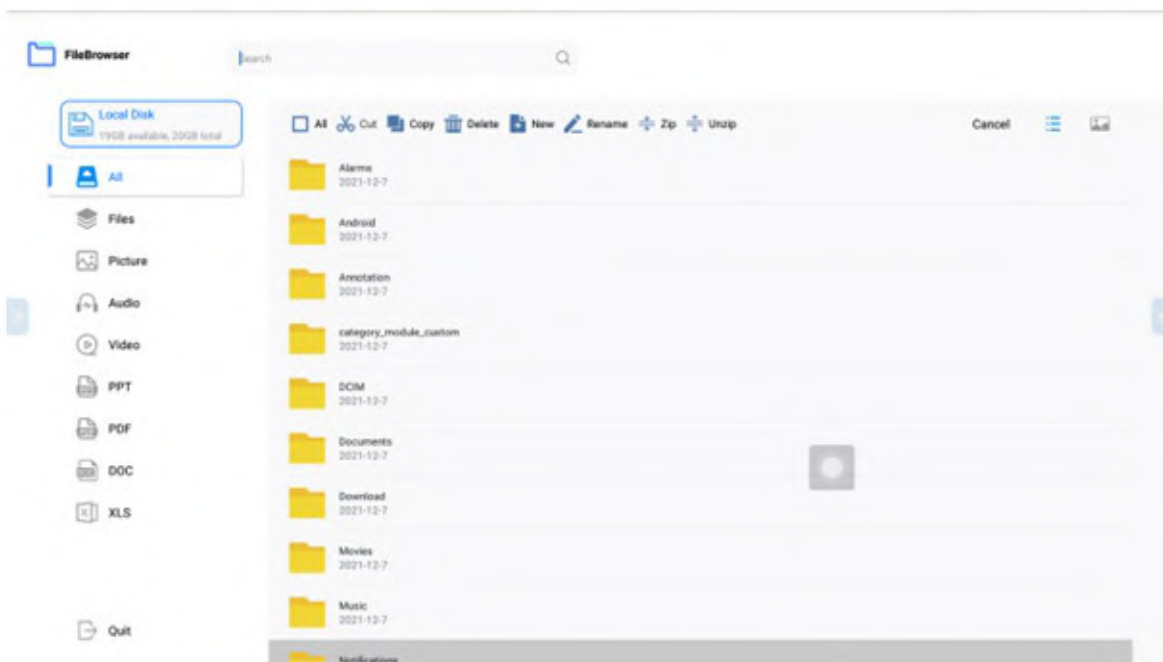 FileBrowser
Search
Local Disk
19GB available, 20GB total
All
Files
Picture
Audio
Video
PPT
PDF
DOC
XLS
Quit
All Cut Copy Delete New Rename Zip Unzip Cancel
Alarms
2021-12-7
Android
2021-12-7
Annotation
2021-12-7
category_module_custom
2021-12-7
DCIM
2021-12-7
Documents
2021-12-7
Download
2021-12-7
Movies
2021-12-7
Music
2021-12-7
Notifications